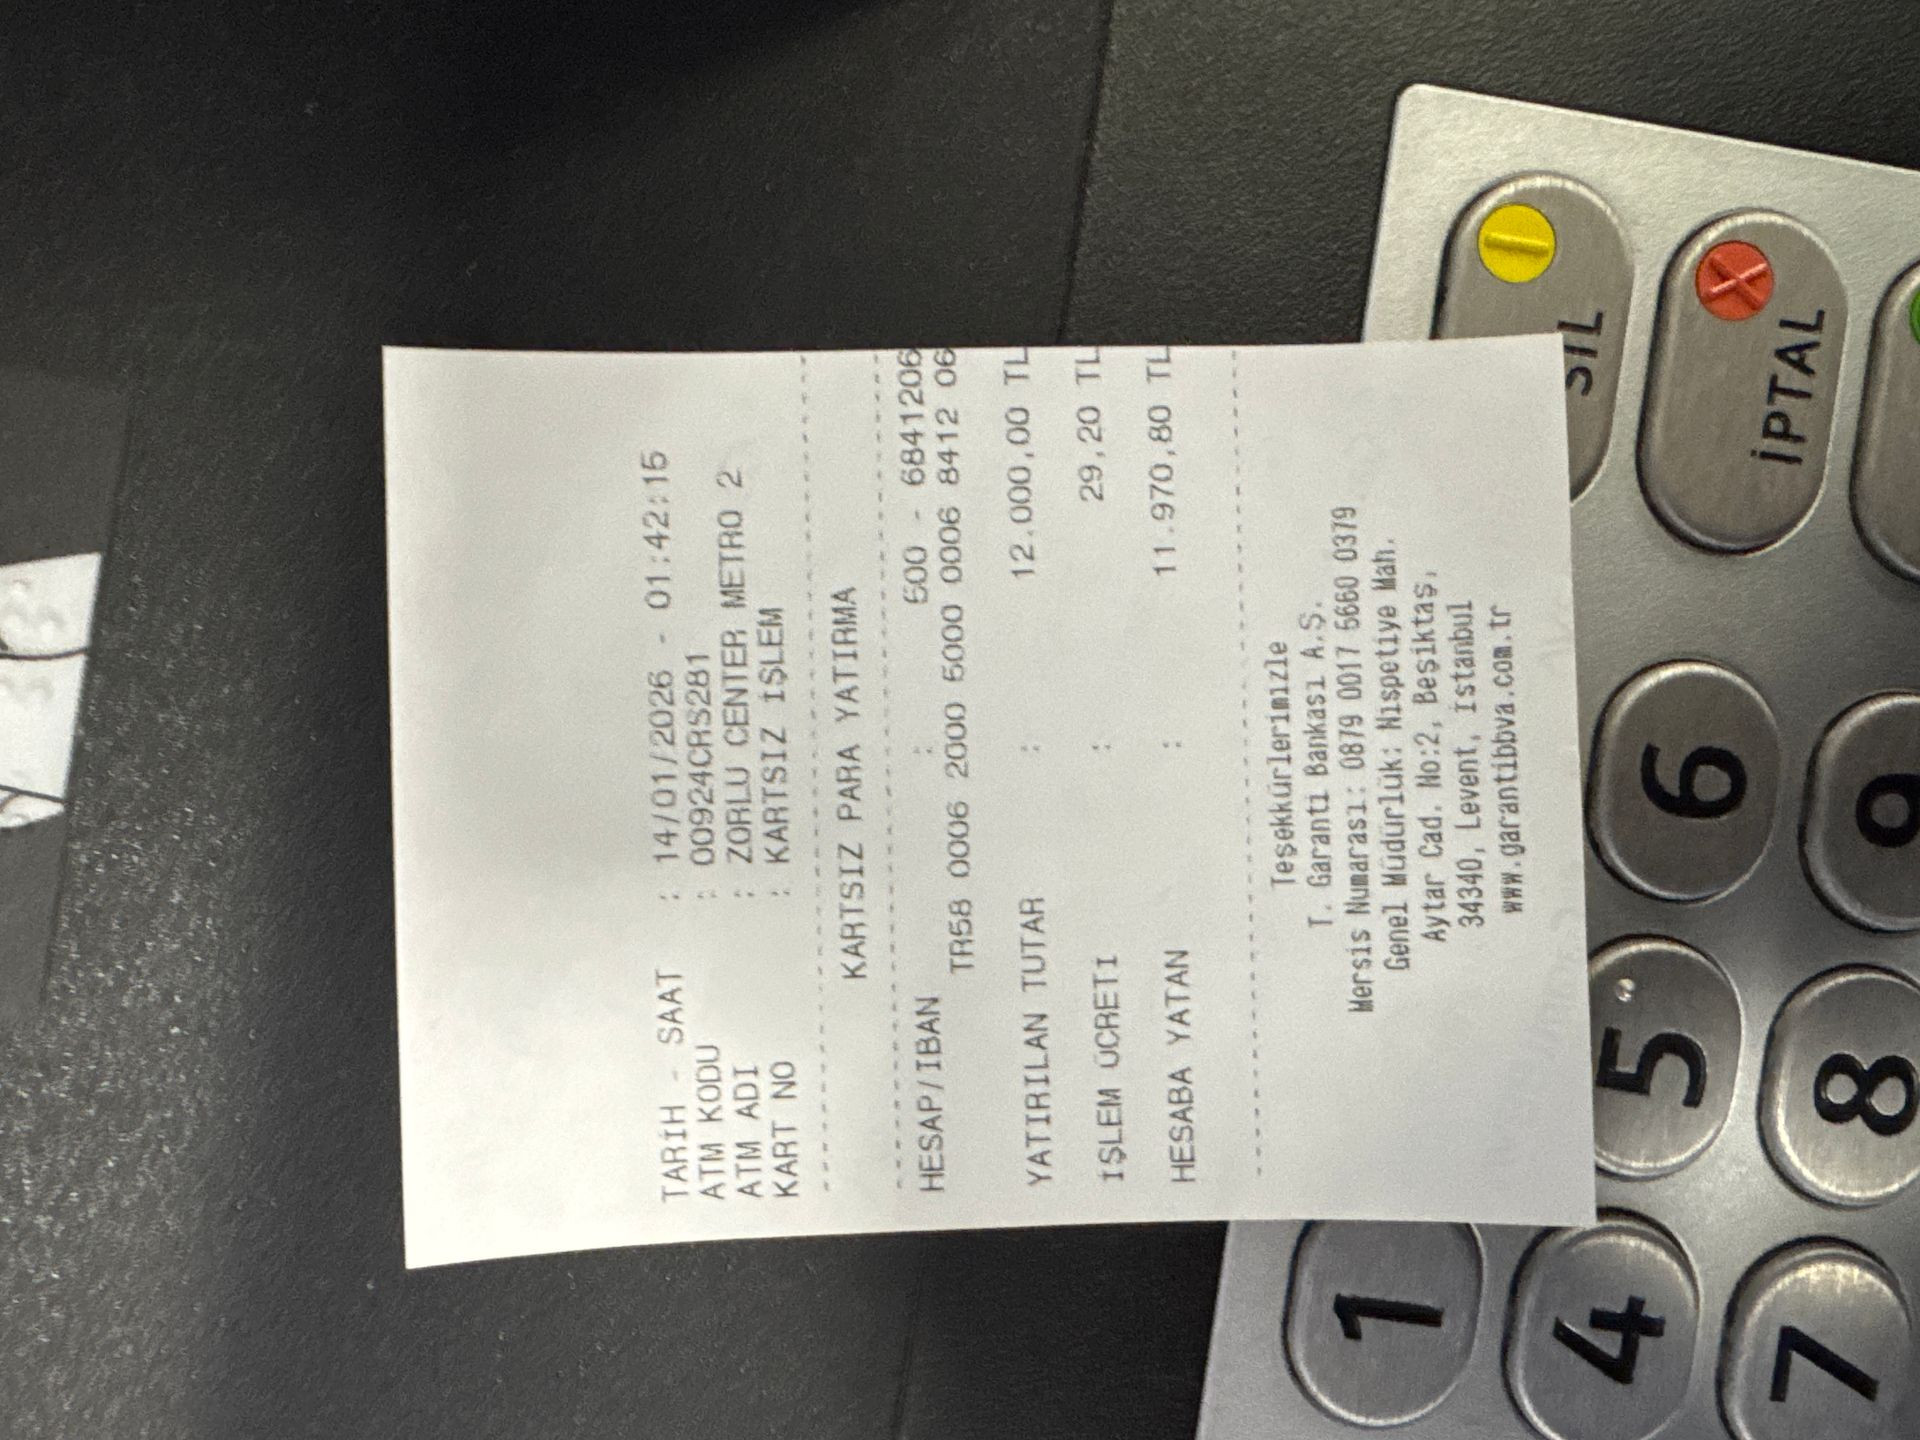 TARİH - SAAT : 14/01/2026 - 01:42:15
ATM KODU : 00924CRS281
ATM ADI : ZORLU CENTER METRO 2
KART NO : KARTSIZ İŞLEM
KARTSIZ PARA YATIRMA
HESAP/IBAN : 500 - 6841206
TR58 0006 2000 5000 0006 8412 06
YATIRILAN TUTAR : 12.000,00 TL
İŞLEM ÜCRETİ : 29,20 TL
HESABA YATAN : 11.970,80 TL
Teşekkürlerimizle
T. Garanti Bankası A.Ş.
Mersis Numarası: 0879 0017 5660 0379
Genel Müdürlük: Nispetiye Mah.
Aytar Cad. No:2, Beşiktaş,
34340, Levent, İstanbul
www.garantibbva.com.tr
SİL
İPTAL
1
4
5
6
7
8
9